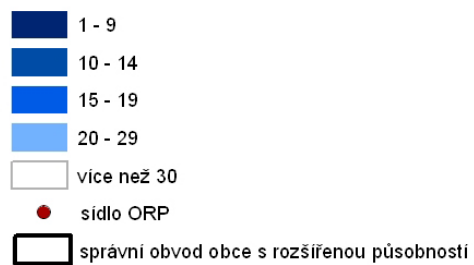 1 - 9
10 - 14
15 - 19
20 - 29
více než 30
sídlo ORP
správní obvod obce s rozšířenou působností